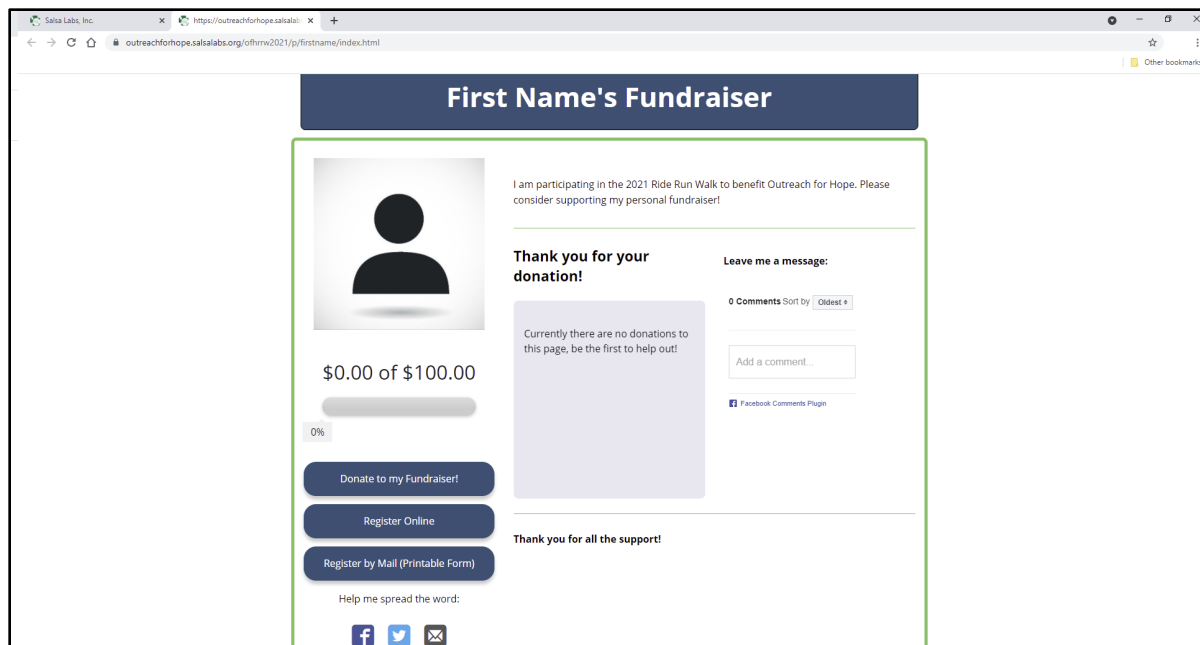 Salsa Labs, Inc.
https://outreachforhope.salsalab
outreachforhope.salsalabs.org/ofhrrw2021/p/firstname/index.html
Other bookmarks
First Name's Fundraiser
I am participating in the 2021 Ride Run Walk to benefit Outreach for Hope. Please
consider supporting my personal fundraiser!
$0.00 of $100.00
0%
Donate to my Fundraiser!
Register Online
Register by Mail (Printable Form)
Help me spread the word:
Thank you for your
donation!
Currently there are no donations to
this page, be the first to help out!
Leave me a message:
0 Comments Sort by Oldest
Add a comment...
Facebook Comments Plugin
Thank you for all the support!